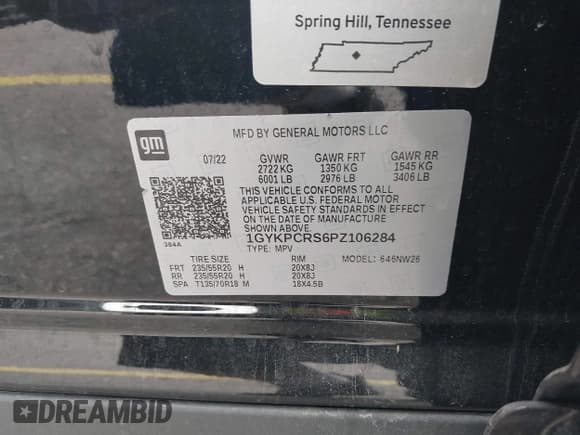 Spring Hill, Tennessee
gm
MFD BY GENERAL MOTORS LLC
07/22 GVWR GAWR FRT GAWR RR
2722 KG 1350 KG 1545 KG
6001 LB 2976 LB 3406 LB
THIS VEHICLE CONFORMS TO ALL
APPLICABLE U.S. FEDERAL MOTOR
VEHICLE SAFETY STANDARDS IN EFFECT
ON THE DATE OF MANUFACTURE
SHOWN ABOVE.
384A 1GYKPCRS6PZ106284
TYPE: MPV MODEL: 646NW26
TIRE SIZE RIM
FRT 235/55R20 H 20X8J
RR 235/55R20 H 20X8J
SPA T135/70R18 M 18X4.5B
DREAMBID